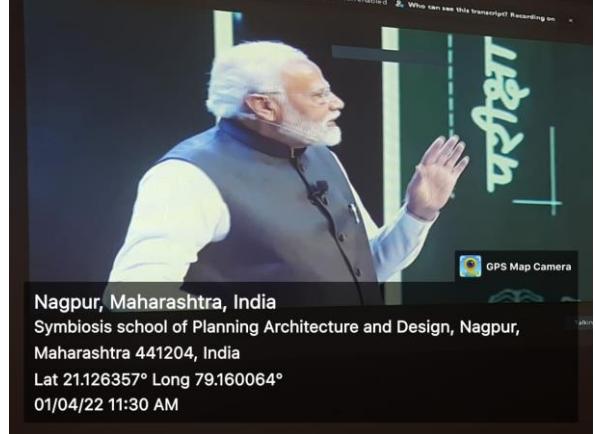 Who can see this transcript? Recording on
परीक्षा
GPS Map Camera
Nagpur, Maharashtra, India
Symbiosis school of Planning Architecture and Design, Nagpur,
Maharashtra 441204, India
Lat 21.126357° Long 79.160064°
01/04/22 11:30 AM